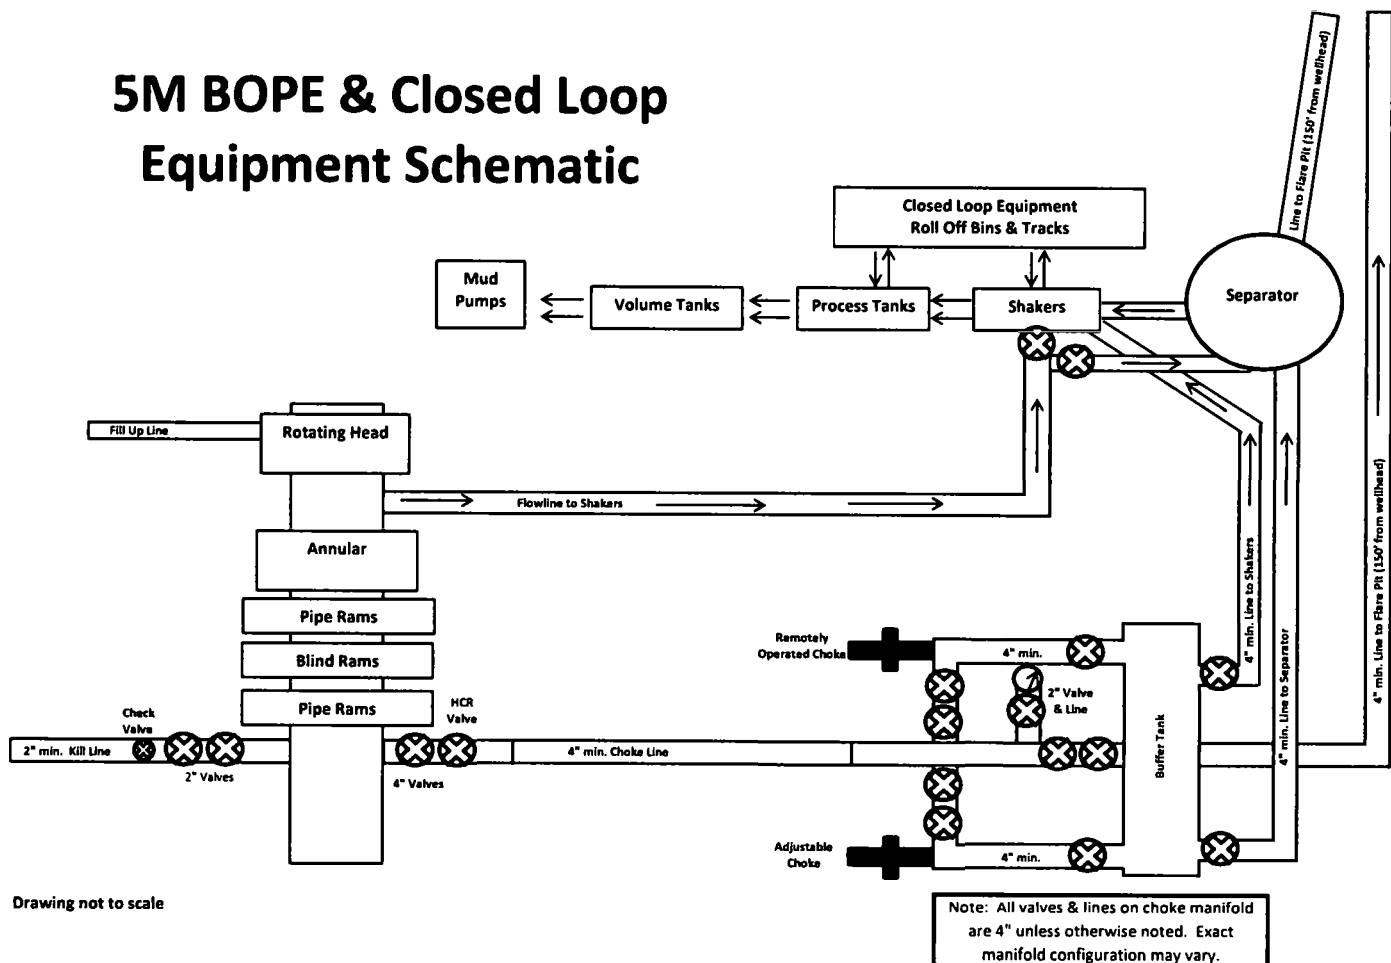 5M BOPE & Closed Loop
Equipment Schematic
Line to Flare Pit (150' from wellhead)
Closed Loop Equipment
Roll Off Bins & Tracks
Mud
Pumps
Volume Tanks
Process Tanks
Shakers
Separator
Fill Up Line
Rotating Head
Flowline to Shakers
Annular
Pipe Rams
Blind Rams
Pipe Rams
Check
Valve
HCR
Valve
2" min. Kill Line
2" Valves
4" Valves
4" min. Choke Line
Remotely
Operated Choke
4" min.
2" Valve
& Line
Buffer Tank
4" min. Line to Shakers
4" min. Line to Separator
4" min. Line to Flare Pit (150' from wellhead)
Adjustable
Choke
4" min.
Drawing not to scale
Note: All valves & lines on choke manifold
are 4" unless otherwise noted. Exact
manifold configuration may vary.